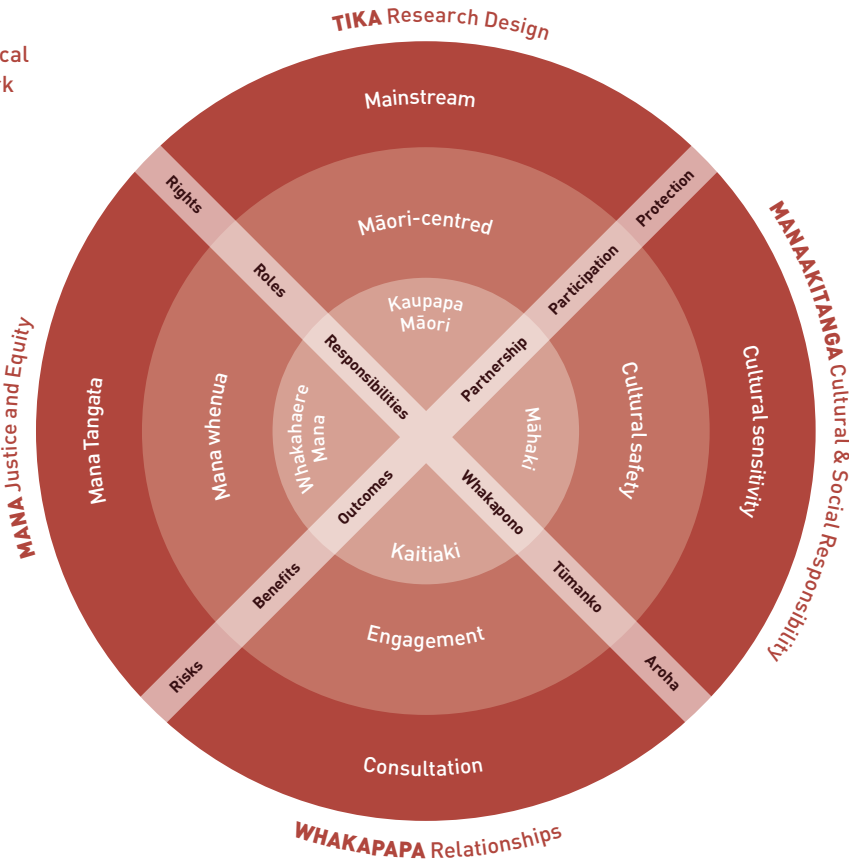 cal
k
TIKA Research Design
Mainstream
Māori-centred
Kaupapa
Māori
Rights
Roles
Responsibilities
Protection
Participation
Partnership
MANAAKITANGA Cultural & Social Responsibility
Cultural sensitivity
Cultural safety
Māhaki
MANA Justice and Equity
Mana Tangata
Mana whenua
Whakahaere
Mana
Outcomes
Benefits
Risks
Whakapono
Tūmanko
Aroha
Kaitiaki
Engagement
Consultation
WHAKAPAPA Relationships